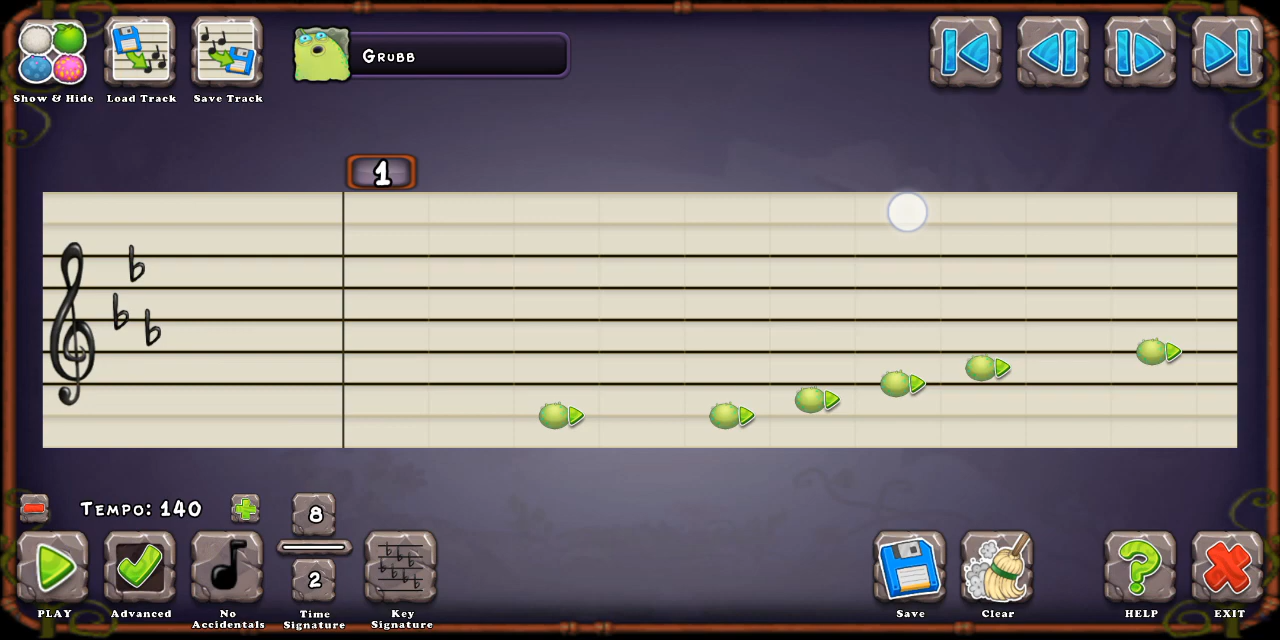 Show & Hide
Load Track
Save Track
Grubb
1
Tempo: 140
8
2
PLAY
Advanced
No
Accidentals
Time
Signature
Key
Signature
Save
Clear
HELP
EXIT